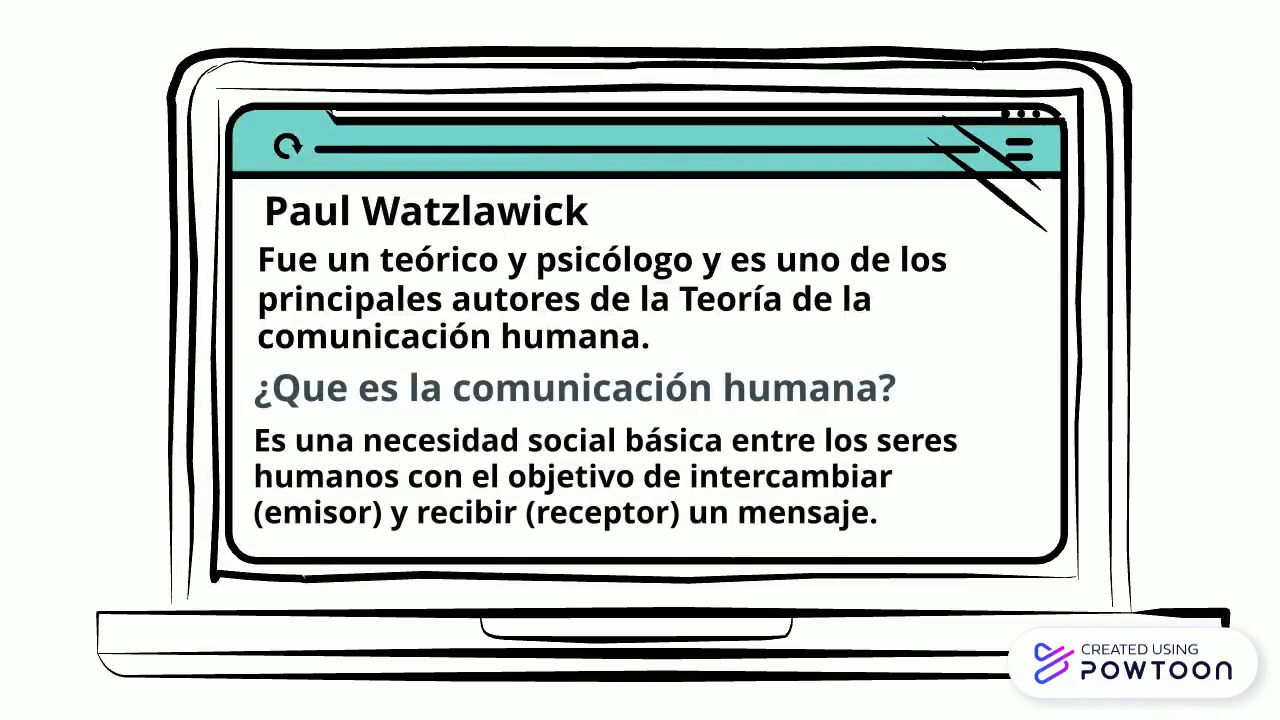 Paul Watzlawick
Fue un teórico y psicólogo y es uno de los
principales autores de la Teoría de la
comunicación humana.
¿Que es la comunicación humana?
Es una necesidad social básica entre los seres
humanos con el objetivo de intercambiar
(emisor) y recibir (receptor) un mensaje.
CREATED USING
POWTOON